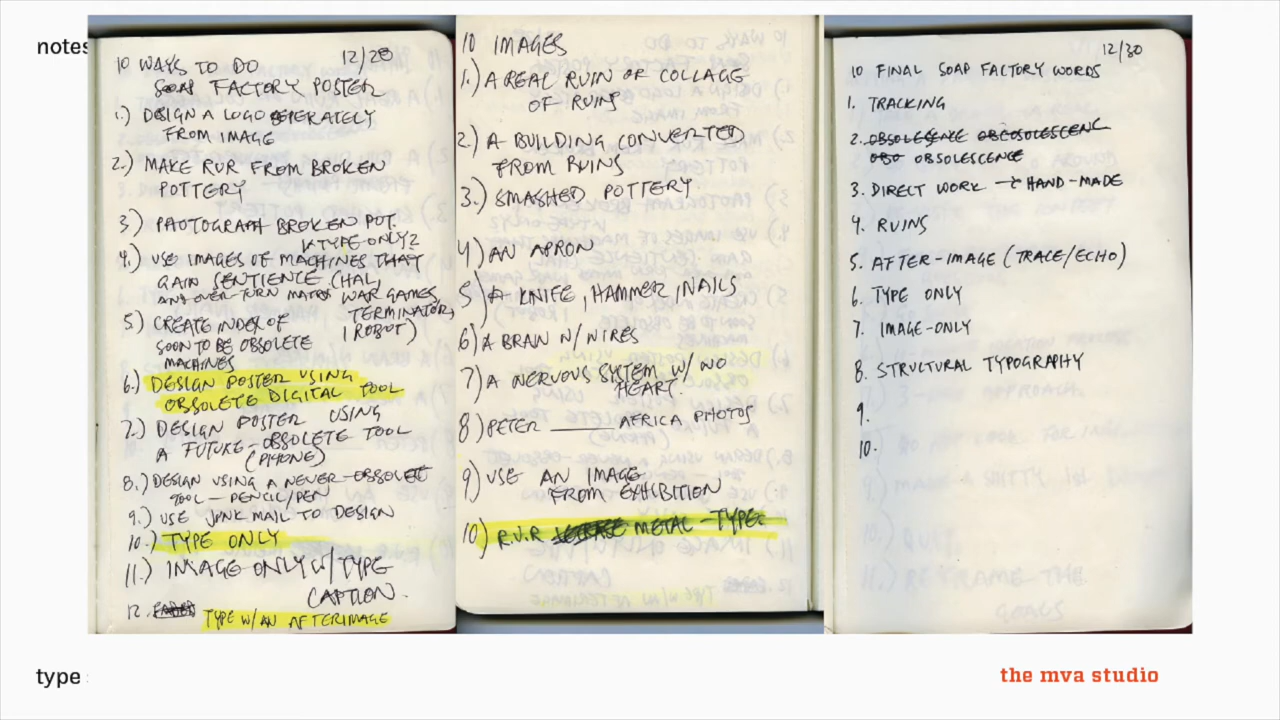 notes
10 WAYS TO DO 12/28
SOAP FACTORY POSTER
1.) DESIGN A LOGO SEPERATELY
FROM IMAGE
2.) MAKE RUR FROM BROKEN
POTTERY
3) PHOTOGRAPH BROKEN POT.
TYPE-ONLY?
4.) USE IMAGES OF MACHINES THAT
GAIN SENTIENCE (HAL,
WAR GAMES,
TERMINATOR,
I ROBOT)
5) CREATE INDEX OF
SOON TO BE OBSOLETE
MACHINES
6.) DESIGN POSTER USING
OBSOLETE DIGITAL TOOL
7.) DESIGN POSTER USING
A FUTURE-OBSOLETE TOOL
(PHONE)
8.) DESIGN USING A NEVER-OBSOLETE
TOOL - PENCIL/PEN
9.) USE JUNK MAIL TO DESIGN
10.) TYPE ONLY
11.) IMAGE ONLY W/TYPE
CAPTION.
12. TYPE W/ AN AFTERIMAGE
10 IMAGES
1.) A REAL RUIN OR COLLAGE
OF RUINS
2.) A BUILDING CONVERTED
FROM RUINS
3.) SMASHED POTTERY
4) AN APRON
5) A KNIFE, HAMMER, NAILS
6) A BRAIN W/ WIRES
7) A NERVOUS SYSTEM W/ NO
HEART.
8) PETER ______ AFRICA PHOTOS
9) USE AN IMAGE
FROM EXHIBITION
10) R.U.R METAL-TYPE
12/30
10 FINAL SOAP FACTORY WORDS
1. TRACKING
2. OBSOLESCENCE
3. DIRECT WORK → HAND-MADE
4. RUINS
5. AFTER-IMAGE (TRACE/ECHO)
6. TYPE ONLY
7. IMAGE-ONLY
8. STRUCTURAL TYPOGRAPHY
9.
10.
type
the mva studio